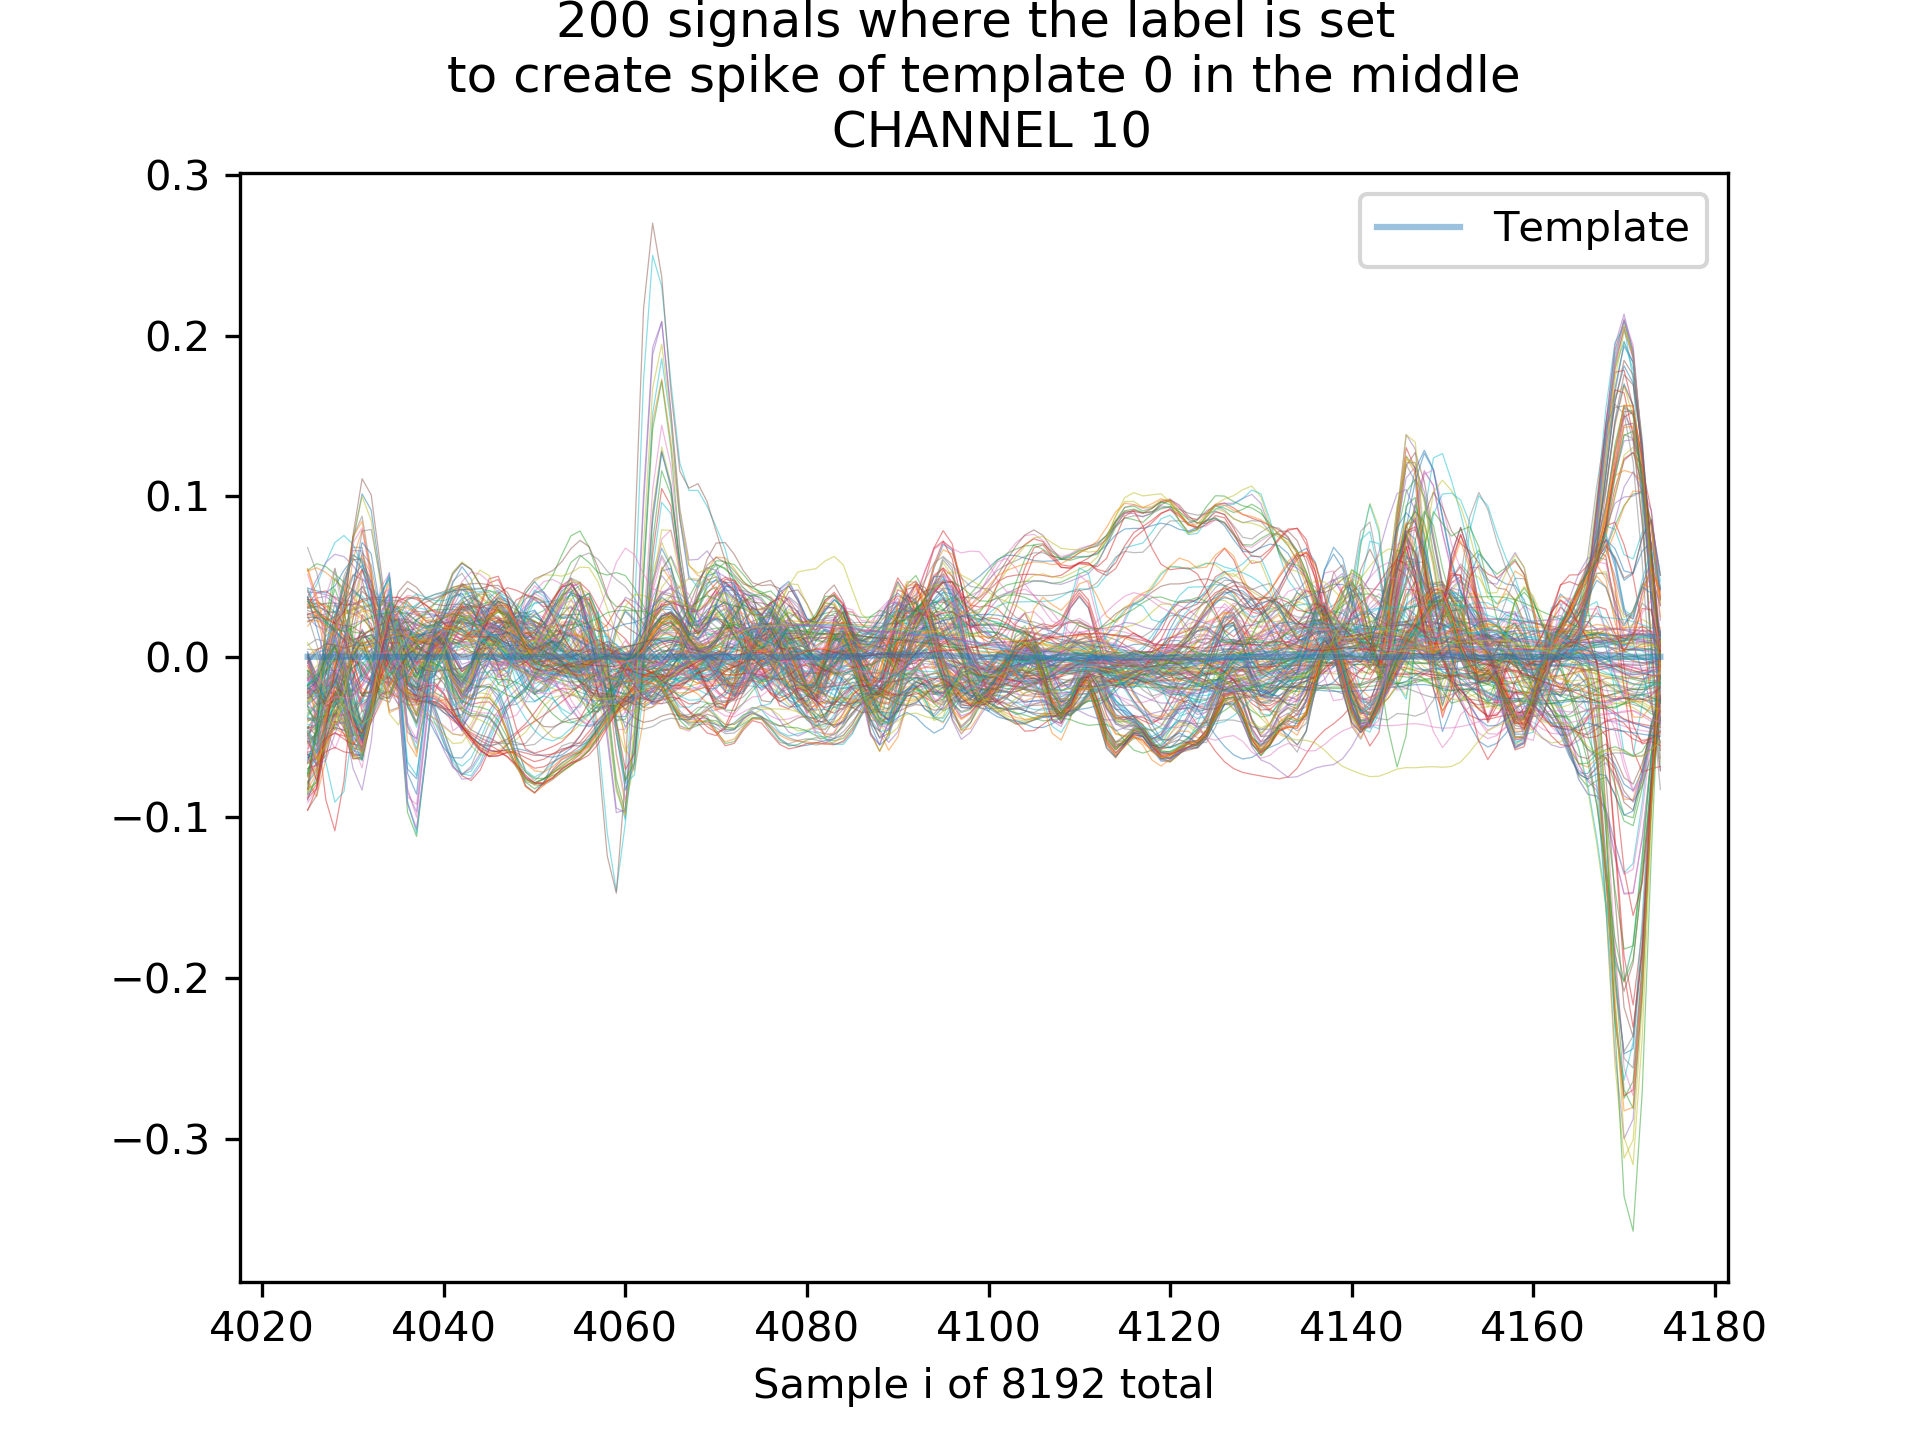 200 signals where the label is set
to create spike of template 0 in the middle
CHANNEL 10
Template
0.3
0.2
0.1
0.0
−0.1
−0.2
−0.3
4020 4040 4060 4080 4100 4120 4140 4160 4180
Sample i of 8192 total